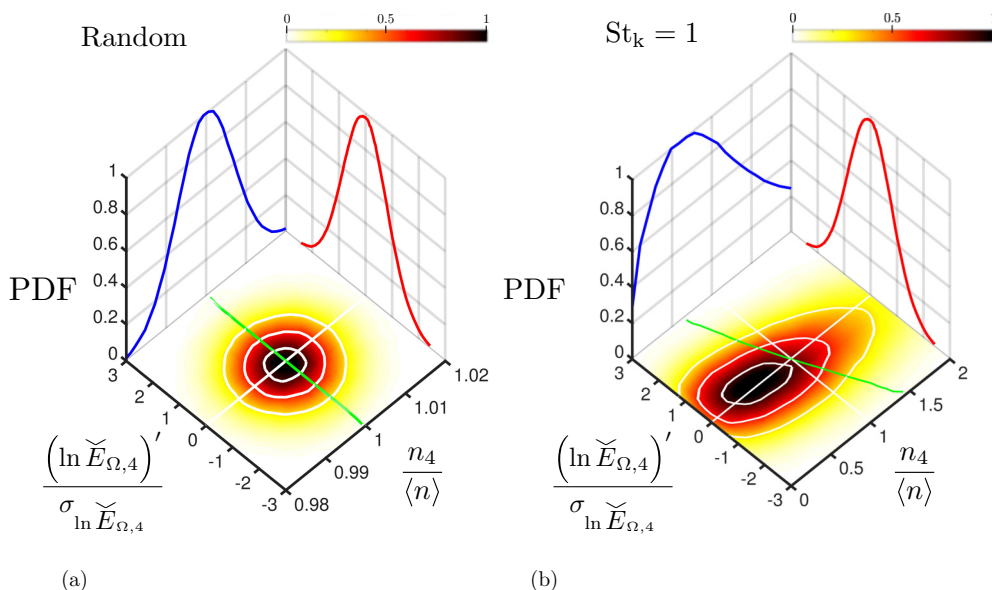 0 0.5 1
Random
1
0.8
0.6
0.4
0.2
0
PDF
3
2
1
0
-1
-2
-3
0.98
0.99
1
1.01
1.02
(ln Ĕ_Ω,4)′
σ_ln Ĕ_Ω,4
n_4
⟨n⟩
(a)
0 0.5 1
St_k = 1
1
0.8
0.6
0.4
0.2
0
PDF
3
2
1
0
-1
-2
-3
0
0.5
1
1.5
2
(ln Ĕ_Ω,4)′
σ_ln Ĕ_Ω,4
n_4
⟨n⟩
(b)